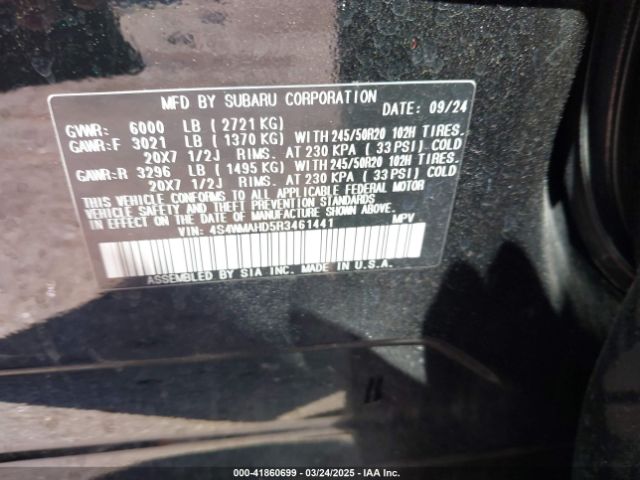 MFD BY SUBARU CORPORATION DATE: 09/24
GVWR: 6000 LB ( 2721 KG)
GAWR:F 3021 LB ( 1370 KG) WITH 245/50R20 102H TIRES.
20X7 1/2J RIMS. AT 230 KPA ( 33 PSI) COLD
GAWR:R 3296 LB ( 1495 KG) WITH 245/50R20 102H TIRES.
20X7 1/2J RIMS. AT 230 KPA ( 33 PSI) COLD
THIS VEHICLE CONFORMS TO ALL APPLICABLE FEDERAL MOTOR
VEHICLE SAFETY AND THEFT PREVENTION STANDARDS
IN EFFECT ON THE DATE OF MANUFACTURE SHOWN ABOVE.
VIN: 4S4WMAHD5R3461441 MPV
ASSEMBLED BY SIA INC. MADE IN U.S.A.
000-41860699 / 03/24/2025 - IAA Inc.